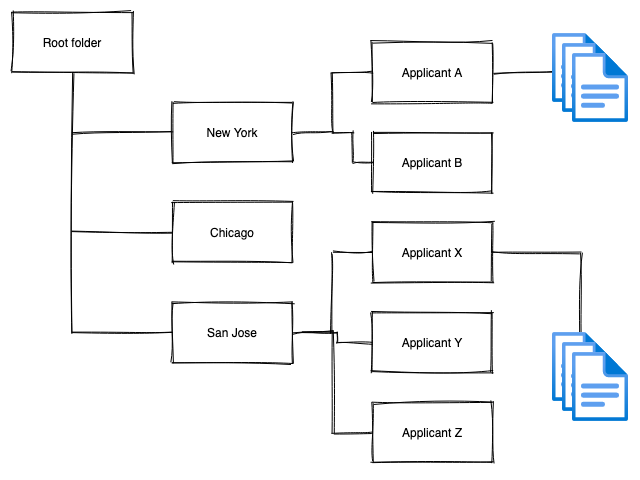 Root folder
Applicant A
New York
Applicant B
Chicago
Applicant X
San Jose
Applicant Y
Applicant Z